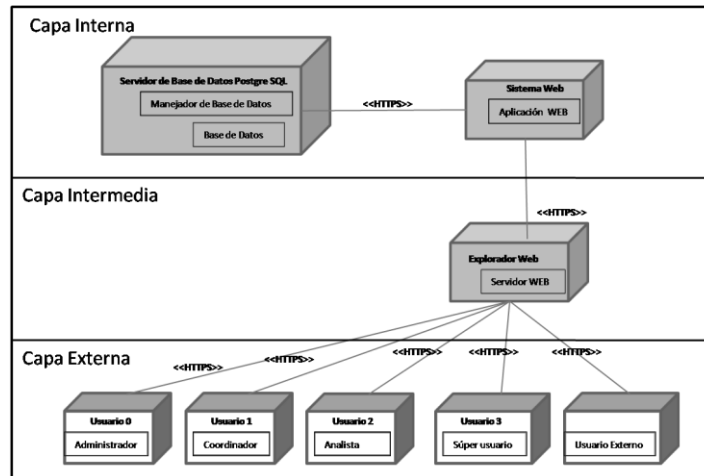 Capa Interna
Servidor de Base de Datos Postgre SQL
Manejador de Base de Datos
Base de Datos
<<HTTPS>>
Sistema Web
Aplicación WEB
Capa Intermedia
<<HTTPS>>
Explorador Web
Servidor WEB
Capa Externa
<<HTTPS>>
<<HTTPS>>
<<HTTPS>>
<<HTTPS>>
<<HTTPS>>
Usuario 0
Administrador
Usuario 1
Coordinador
Usuario 2
Analista
Usuario 3
Súper usuario
Usuario Externo